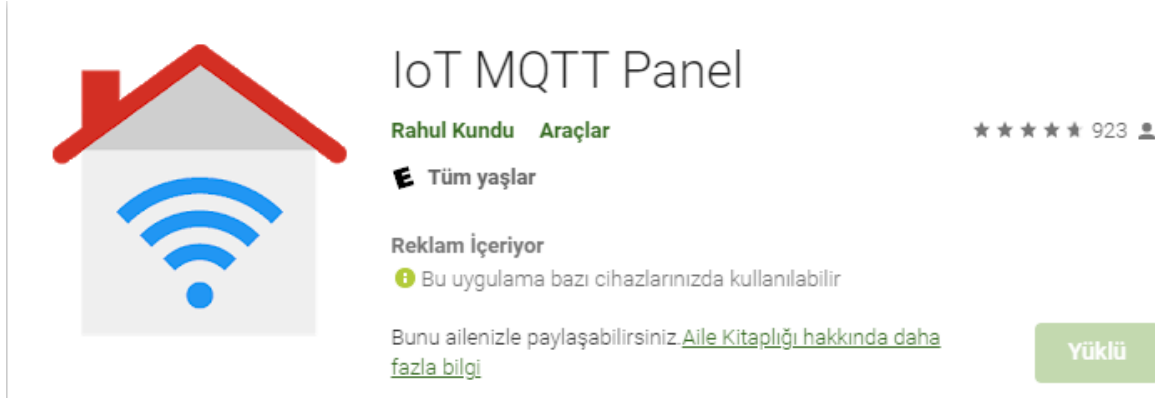 IoT MQTT Panel
Rahul Kundu Araçlar
923
E Tüm yaşlar
Reklam İçeriyor
Bu uygulama bazı cihazlarınızda kullanılabilir
Bunu ailenizle paylaşabilirsiniz.Aile Kitaplığı hakkında daha
fazla bilgi
Yüklü